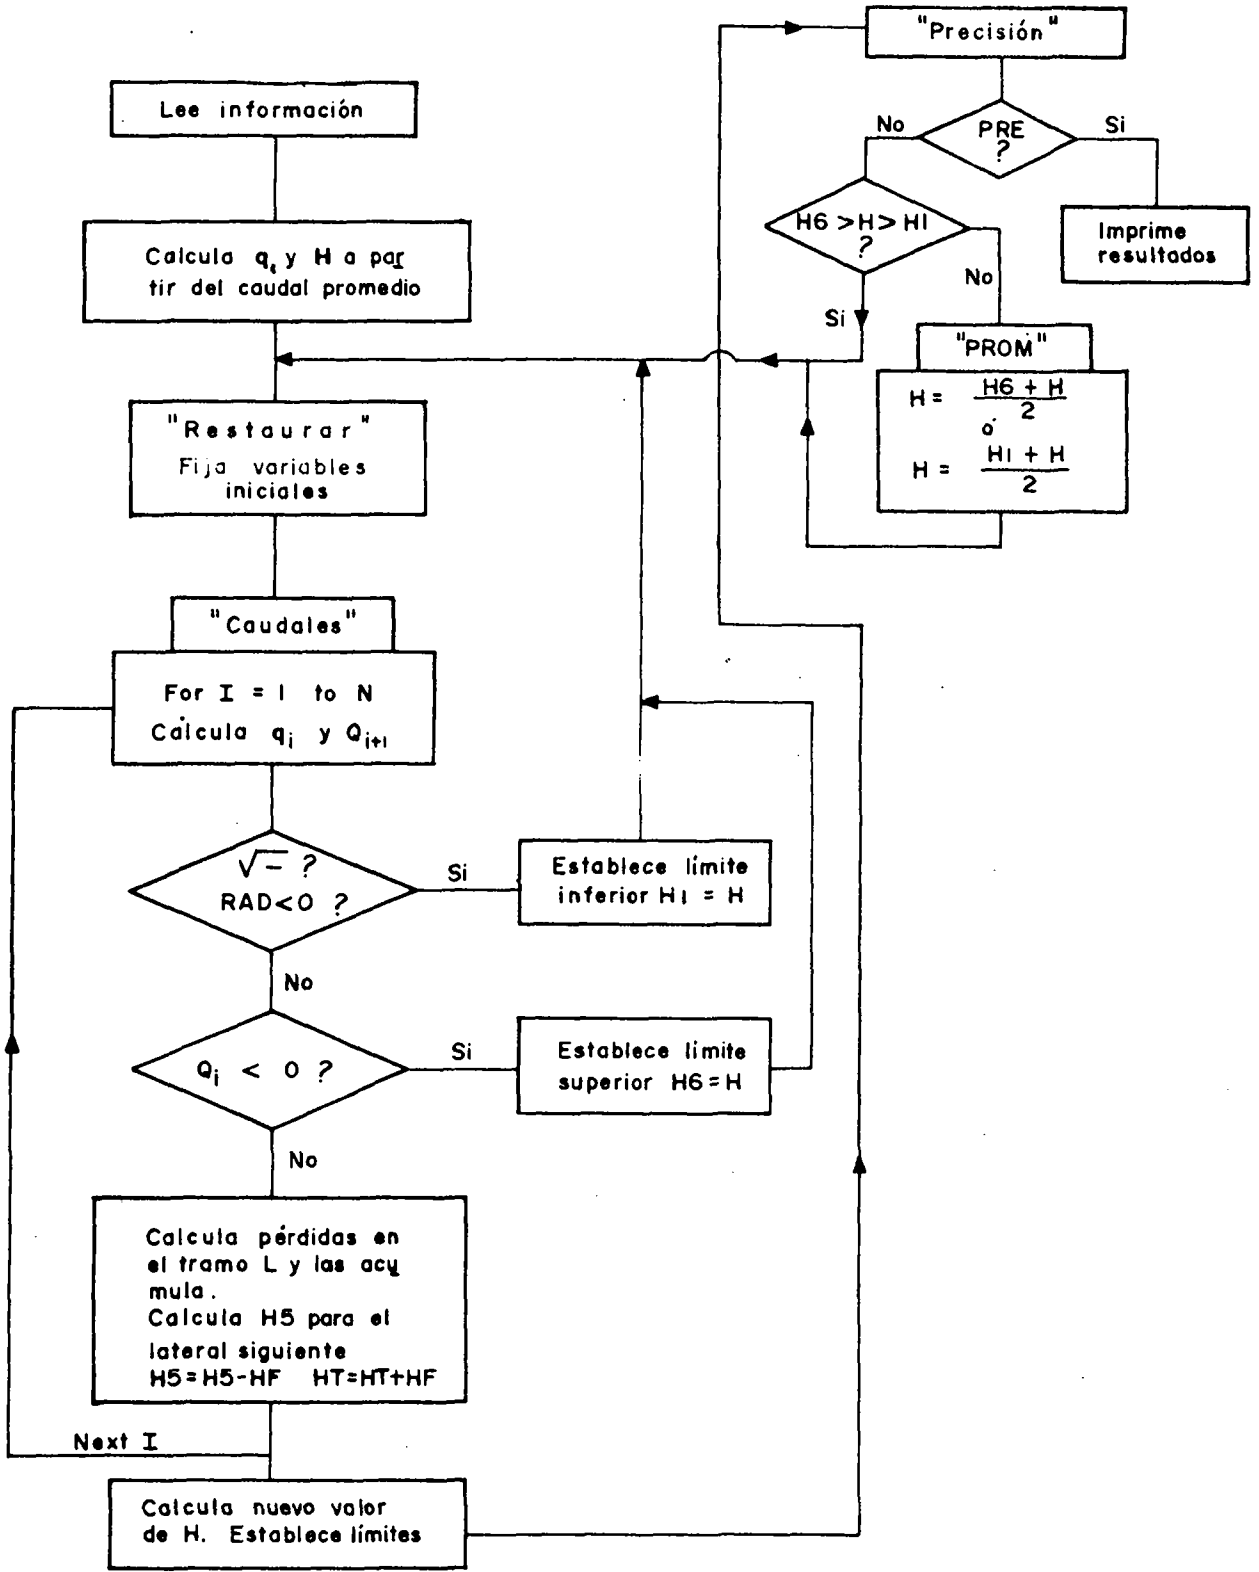 Lee información
Calcula qt y H a par
tir del caudal promedio
"Restaurar"
Fija variables
iniciales
"Caudales"
For I = 1 to N
Calcula qi y Qi+1
√– ?
RAD<0 ?
Si
Establece límite
inferior H1 = H
No
Qi < 0 ?
Si
Establece límite
superior H6=H
No
Calcula pérdidas en
el tramo L y las acu
mula.
Calcula H5 para el
lateral siguiente
H5=H5-HF HT=HT+HF
Next I
Calcula nuevo valor
de H. Establece límites
"Precisión"
PRE
?
No
Si
H6 >H> H1
?
Imprime
resultados
No
Si
"PROM"
H = H6 + H
2
ó
H = H1 + H
2